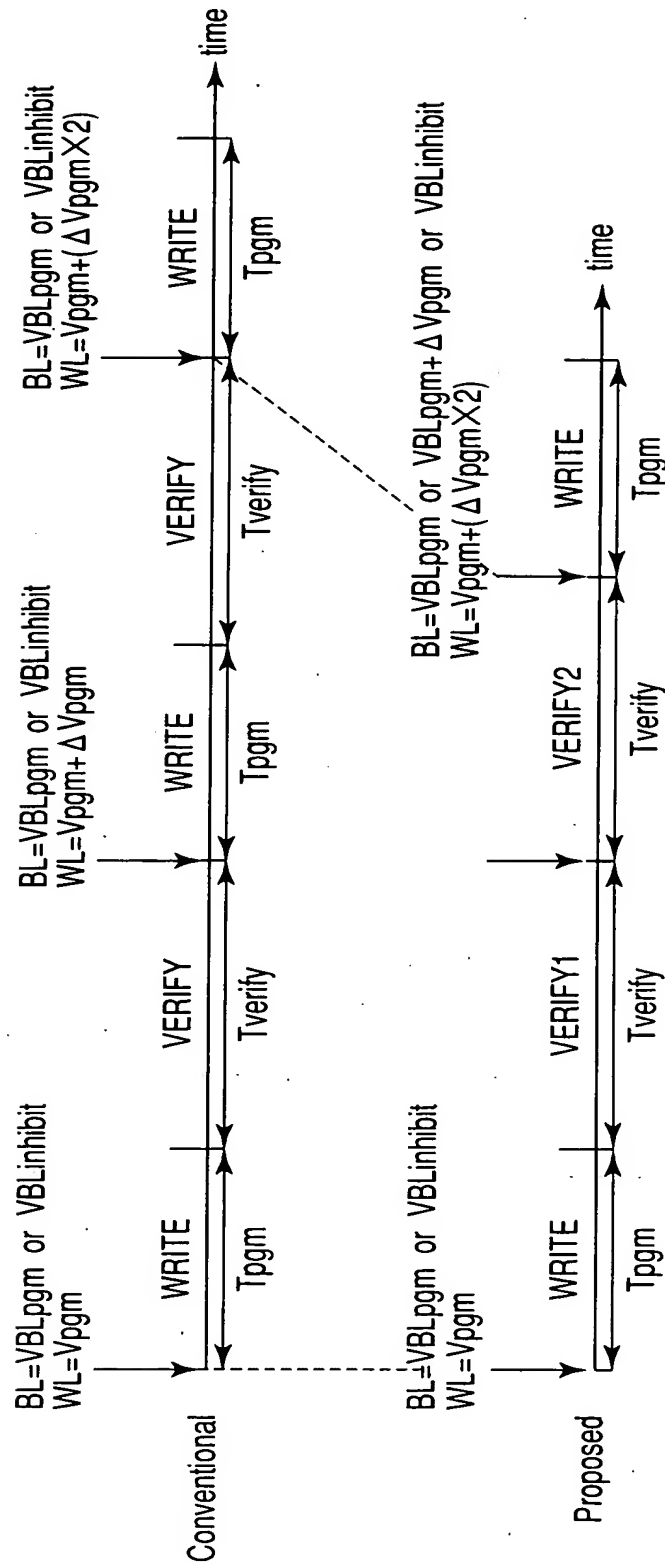 BL=VBLpgm or VBLinhibit
WL=Vpgm
BL=VBLpgm or VBLinhibit
WL=Vpgm+ΔVpgm
BL=VBLpgm or VBLinhibit
WL=Vpgm+(ΔVpgm×2)
Conventional
WRITE
VERIFY
WRITE
VERIFY
WRITE
time
Tpgm
Tverify
Tpgm
Tverify
Tpgm
BL=VBLpgm or VBLinhibit
WL=Vpgm
BL=VBLpgm or VBLpgm+ΔVpgm or VBLinhibit
WL=Vpgm+(ΔVpgm×2)
Proposed
WRITE
VERIFY1
VERIFY2
WRITE
time
Tpgm
Tverify
Tverify
Tpgm